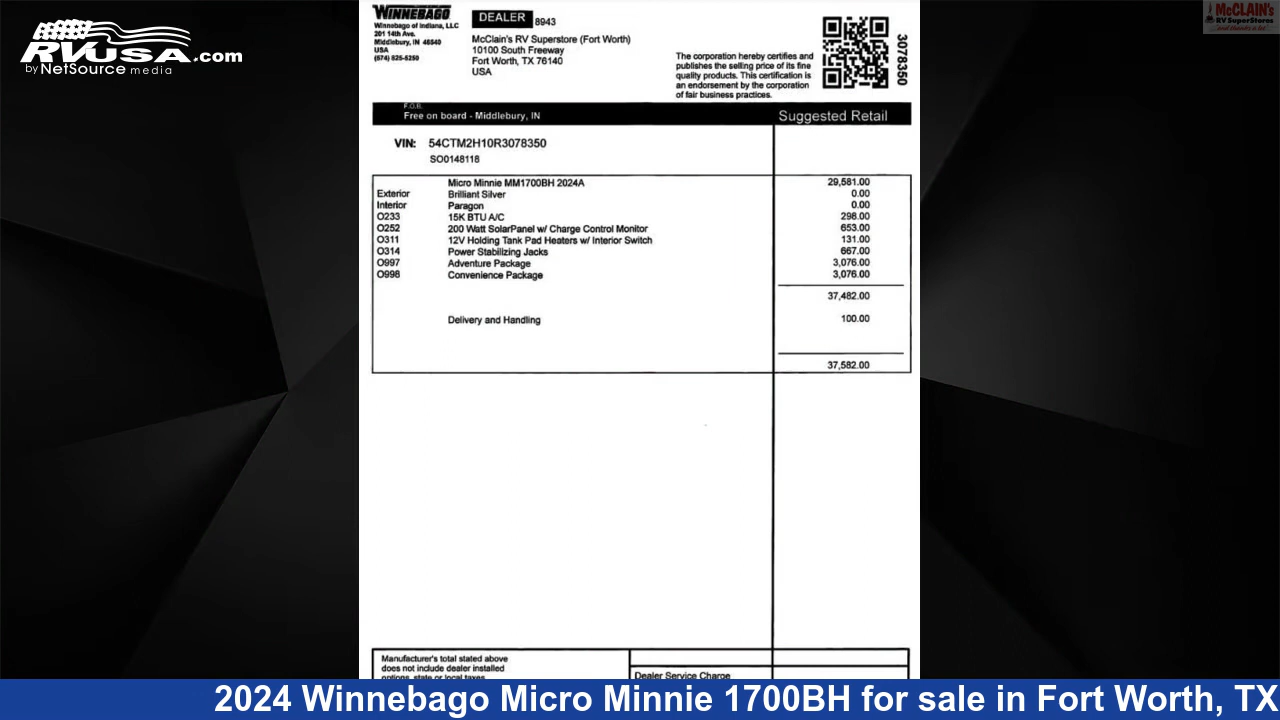 RVUSA.com
by NetSource media
McCLAIN'S
RV SUPERSTORES
WINNEBAGO
Winnebago of Indiana, LLC
201 14th Ave.
Middlebury, IN 46540
USA
(574) 825-5250
DEALER 8943
McClain's RV Superstore (Fort Worth)
10100 South Freeway
Fort Worth, TX 76140
USA
The corporation hereby certifies and
publishes the selling price of its fine
quality products. This certification is
an endorsement by the corporation
of fair business practices.
3078350
F.O.B.
Free on board - Middlebury, IN
Suggested Retail
VIN: 54CTM2H10R3078350
SO0148118
Micro Minnie MM1700BH 2024A 29,581.00
Exterior Brilliant Silver 0.00
Interior Paragon 0.00
O233 15K BTU A/C 298.00
O252 200 Watt SolarPanel w/ Charge Control Monitor 653.00
O311 12V Holding Tank Pad Heaters w/ Interior Switch 131.00
O314 Power Stabilizing Jacks 667.00
O997 Adventure Package 3,076.00
O998 Convenience Package 3,076.00
37,482.00
Delivery and Handling 100.00
37,582.00
Manufacturer's total stated above
does not include dealer installed
options, state or local taxes,
Dealer Service Charge
2024 Winnebago Micro Minnie 1700BH for sale in Fort Worth, TX